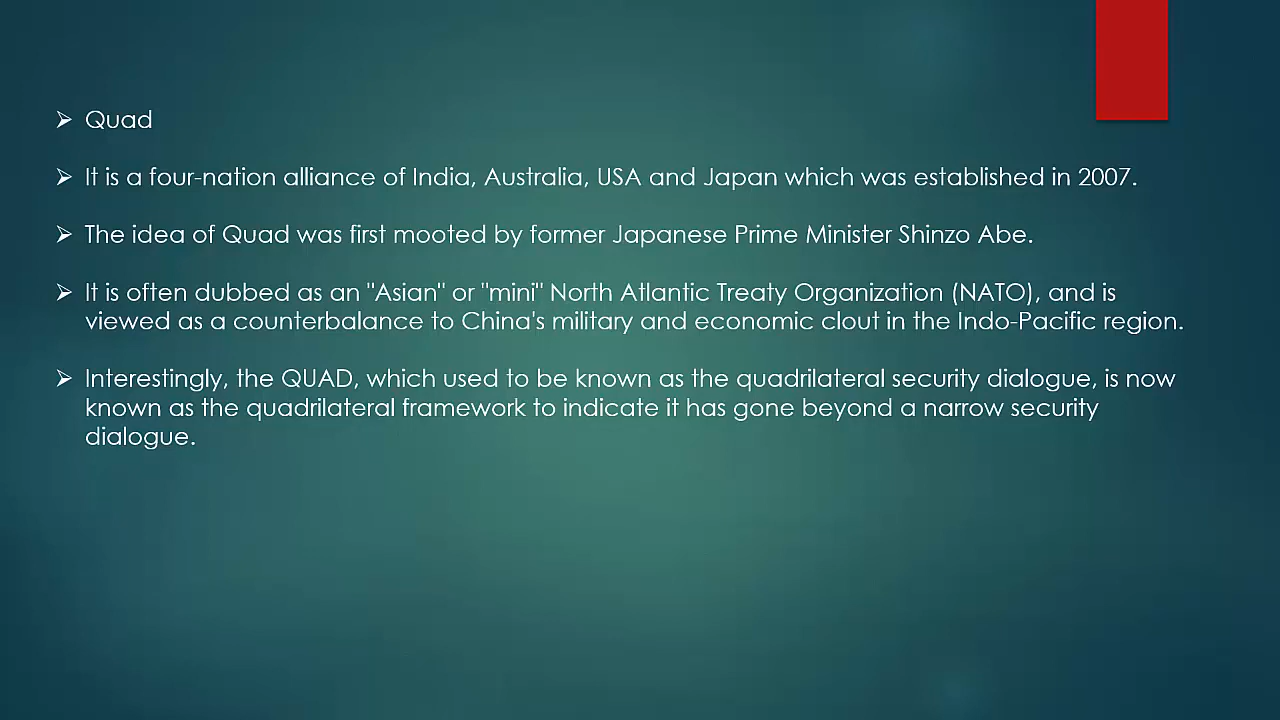 ➢ Quad
➢ It is a four-nation alliance of India, Australia, USA and Japan which was established in 2007.
➢ The idea of Quad was first mooted by former Japanese Prime Minister Shinzo Abe.
➢ It is often dubbed as an "Asian" or "mini" North Atlantic Treaty Organization (NATO), and is
viewed as a counterbalance to China's military and economic clout in the Indo-Pacific region.
➢ Interestingly, the QUAD, which used to be known as the quadrilateral security dialogue, is now
known as the quadrilateral framework to indicate it has gone beyond a narrow security
dialogue.